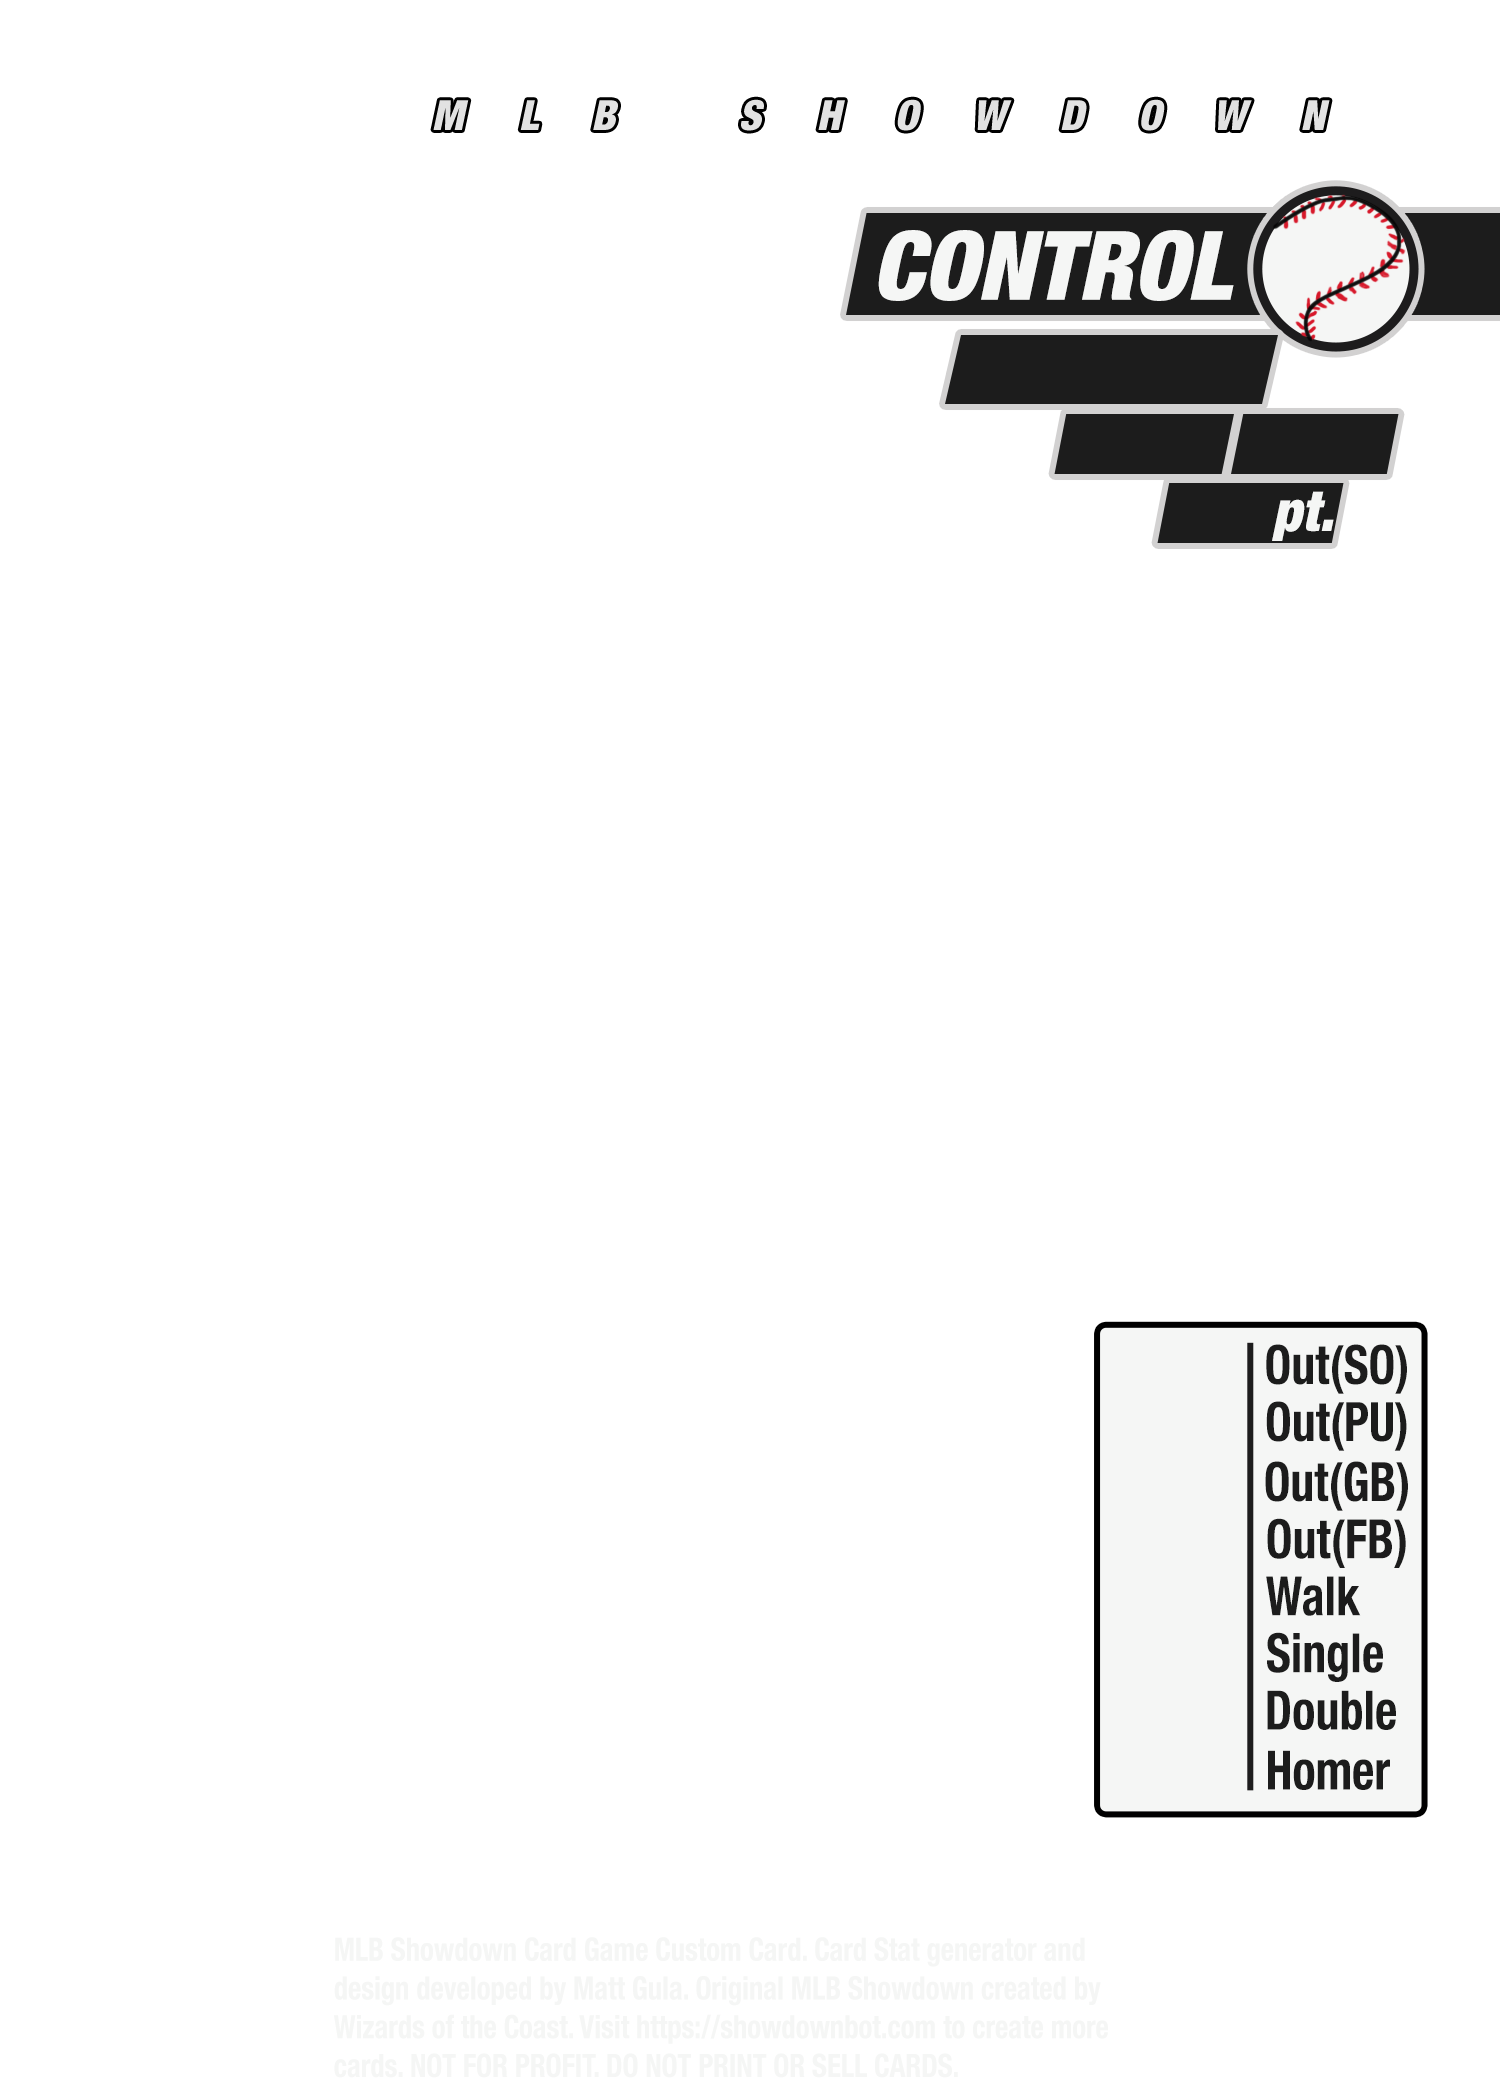 MLB SHOWDOWN
CONTROL
pt.
Out(SO)
Out(PU)
Out(GB)
Out(FB)
Walk
Single
Double
Homer
MLB Showdown Card Game Custom Card. Card Stat generator and
design developed by Matt Gula. Original MLB Showdown created by
Wizards of the Coast. Visit https://showdownbot.com to create more
cards. NOT FOR PROFIT. DO NOT PRINT OR SELL CARDS.